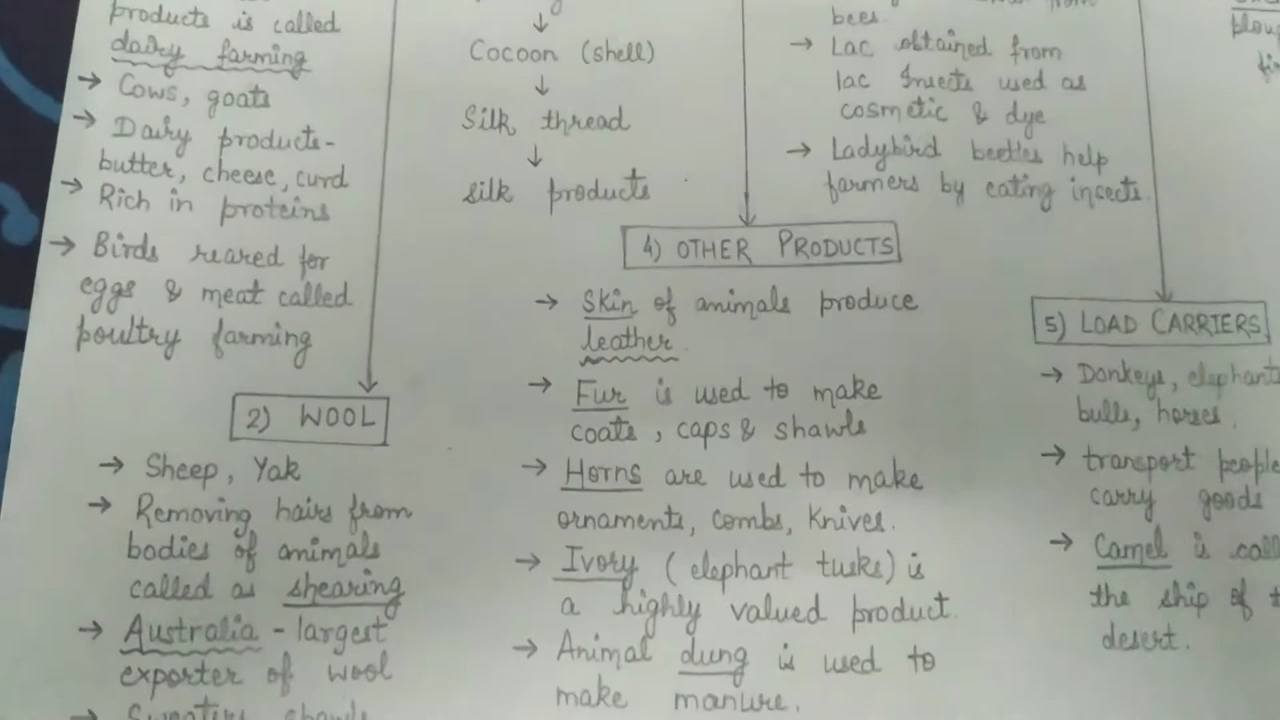 products is called
dairy farming
→ Cows, goats
→ Dairy products-
butter, cheese, curd
→ Rich in proteins
→ Birds reared for
eggs & meat called
poultry farming
2) WOOL
→ Sheep, Yak
→ Removing hairs from
bodies of animals
called as shearing
→ Australia - largest
exporter of wool
→ Sweaters, shawls
↓
Cocoon (shell)
↓
Silk thread
↓
silk products
bees.
→ Lac obtained from
lac Insects used as
cosmetic & dye
→ Ladybird beetles help
farmers by eating insects.
4) OTHER PRODUCTS
→ Skin of animals produce
leather.
→ Fur is used to make
coats, caps & shawls
→ Horns are used to make
ornaments, combs, knives.
→ Ivory (elephant tusks) is
a highly valued product.
→ Animal dung is used to
make manure.
5) LOAD CARRIERS
→ Donkeys, elephants
bulls, horses.
→ transport people
carry goods
→ Camel is call
the ship of t
desert.